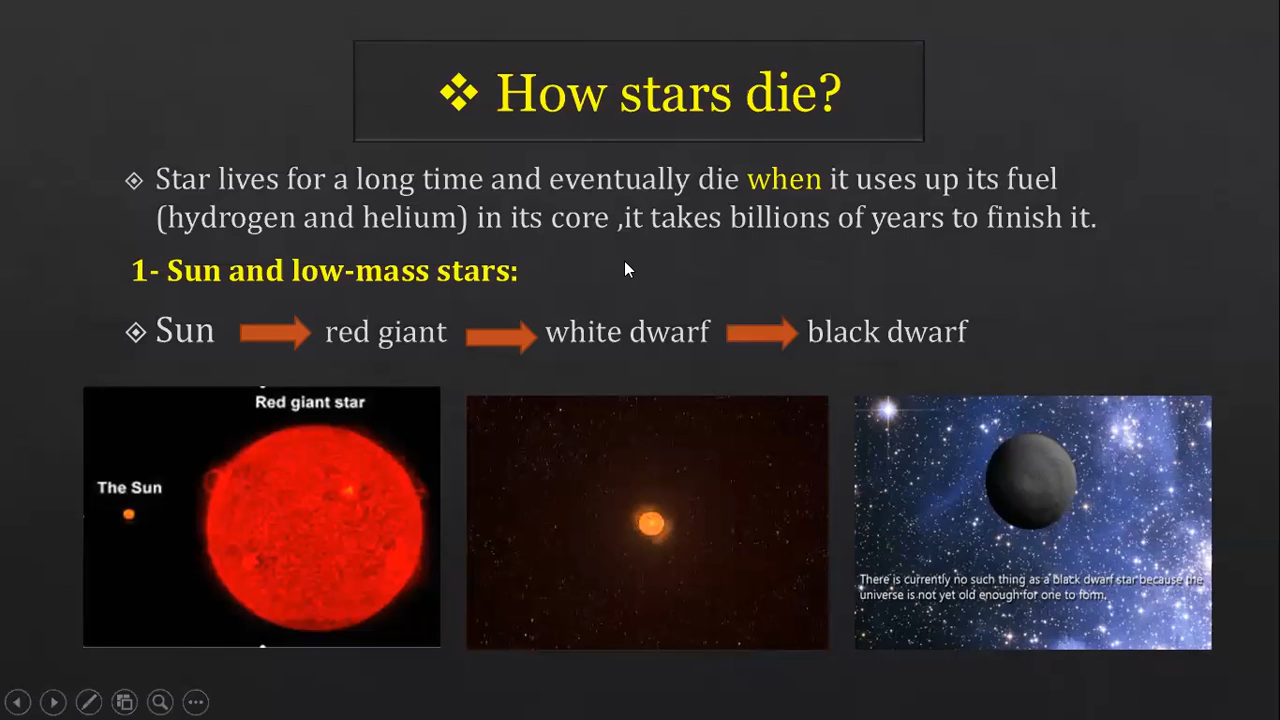 How stars die?
Star lives for a long time and eventually die when it uses up its fuel
(hydrogen and helium) in its core ,it takes billions of years to finish it.
1- Sun and low-mass stars:
Sun red giant white dwarf black dwarf
Red giant star
The Sun
There is currently no such thing as a black dwarf star because the
universe is not yet old enough for one to form.